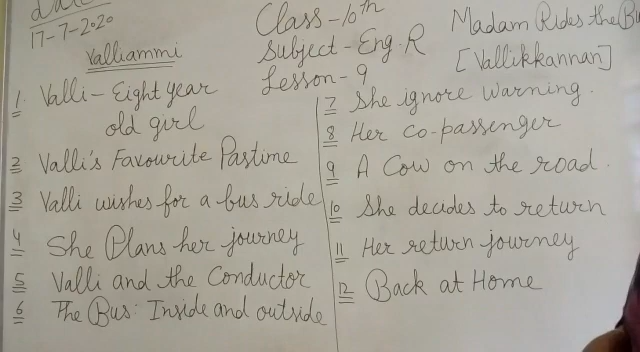 Date
17-7-2020
Class-10th
Subject-Eng.R
Lesson-9
Madam Rides the Bu
[Vallikkannan]
Valliammi
1. Valli - Eight year
old girl
2 Valli's Favourite Pastime
3 Valli wishes for a bus ride
4 She Plans her journey
5 Valli and the Conductor
6 The Bus: Inside and outside
7 She ignore warning.
8 Her co-passenger
9 A Cow on the road.
10 She decides to return
11 Her return journey
12 Back at Home